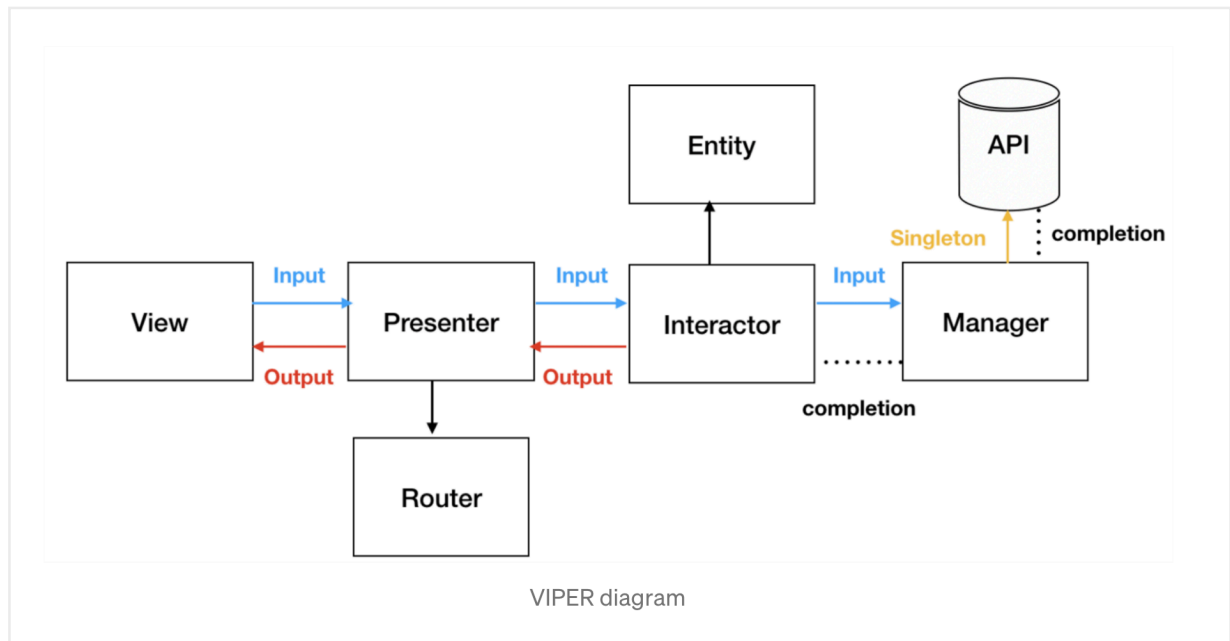 Entity
API
Singleton
completion
Input
Input
Input
View
Presenter
Interactor
Manager
Output
Output
completion
Router
VIPER diagram